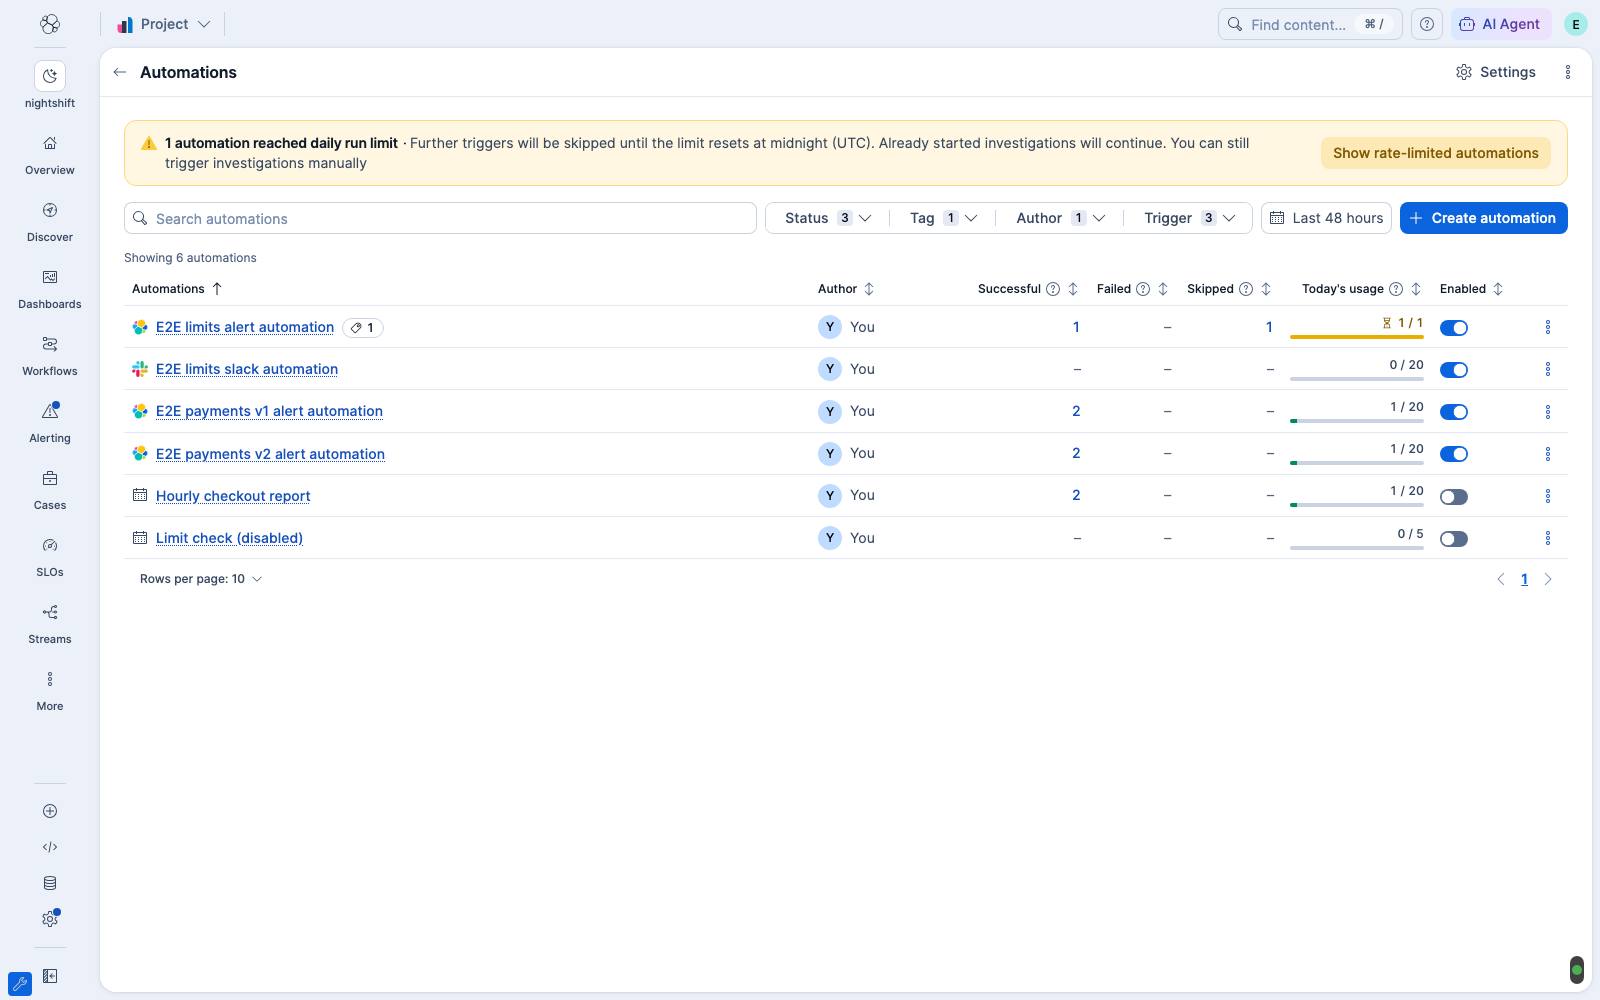 Project
Find content...
⌘ /
AI Agent
E
nightshift
Overview
Discover
Dashboards
Workflows
Alerting
Cases
SLOs
Streams
More
Automations
Settings
1 automation reached daily run limit · Further triggers will be skipped until the limit resets at midnight (UTC). Already started investigations will continue. You can still
trigger investigations manually
Show rate-limited automations
Search automations
Status 3
Tag 1
Author 1
Trigger 3
Last 48 hours
Create automation
Showing 6 automations
Automations Author Successful Failed Skipped Today's usage Enabled
E2E limits alert automation 1 Y You 1 – 1 1 / 1
E2E limits slack automation Y You – – – 0 / 20
E2E payments v1 alert automation Y You 2 – – 1 / 20
E2E payments v2 alert automation Y You 2 – – 1 / 20
Hourly checkout report Y You 2 – – 1 / 20
Limit check (disabled) Y You – – – 0 / 5
Rows per page: 10
1